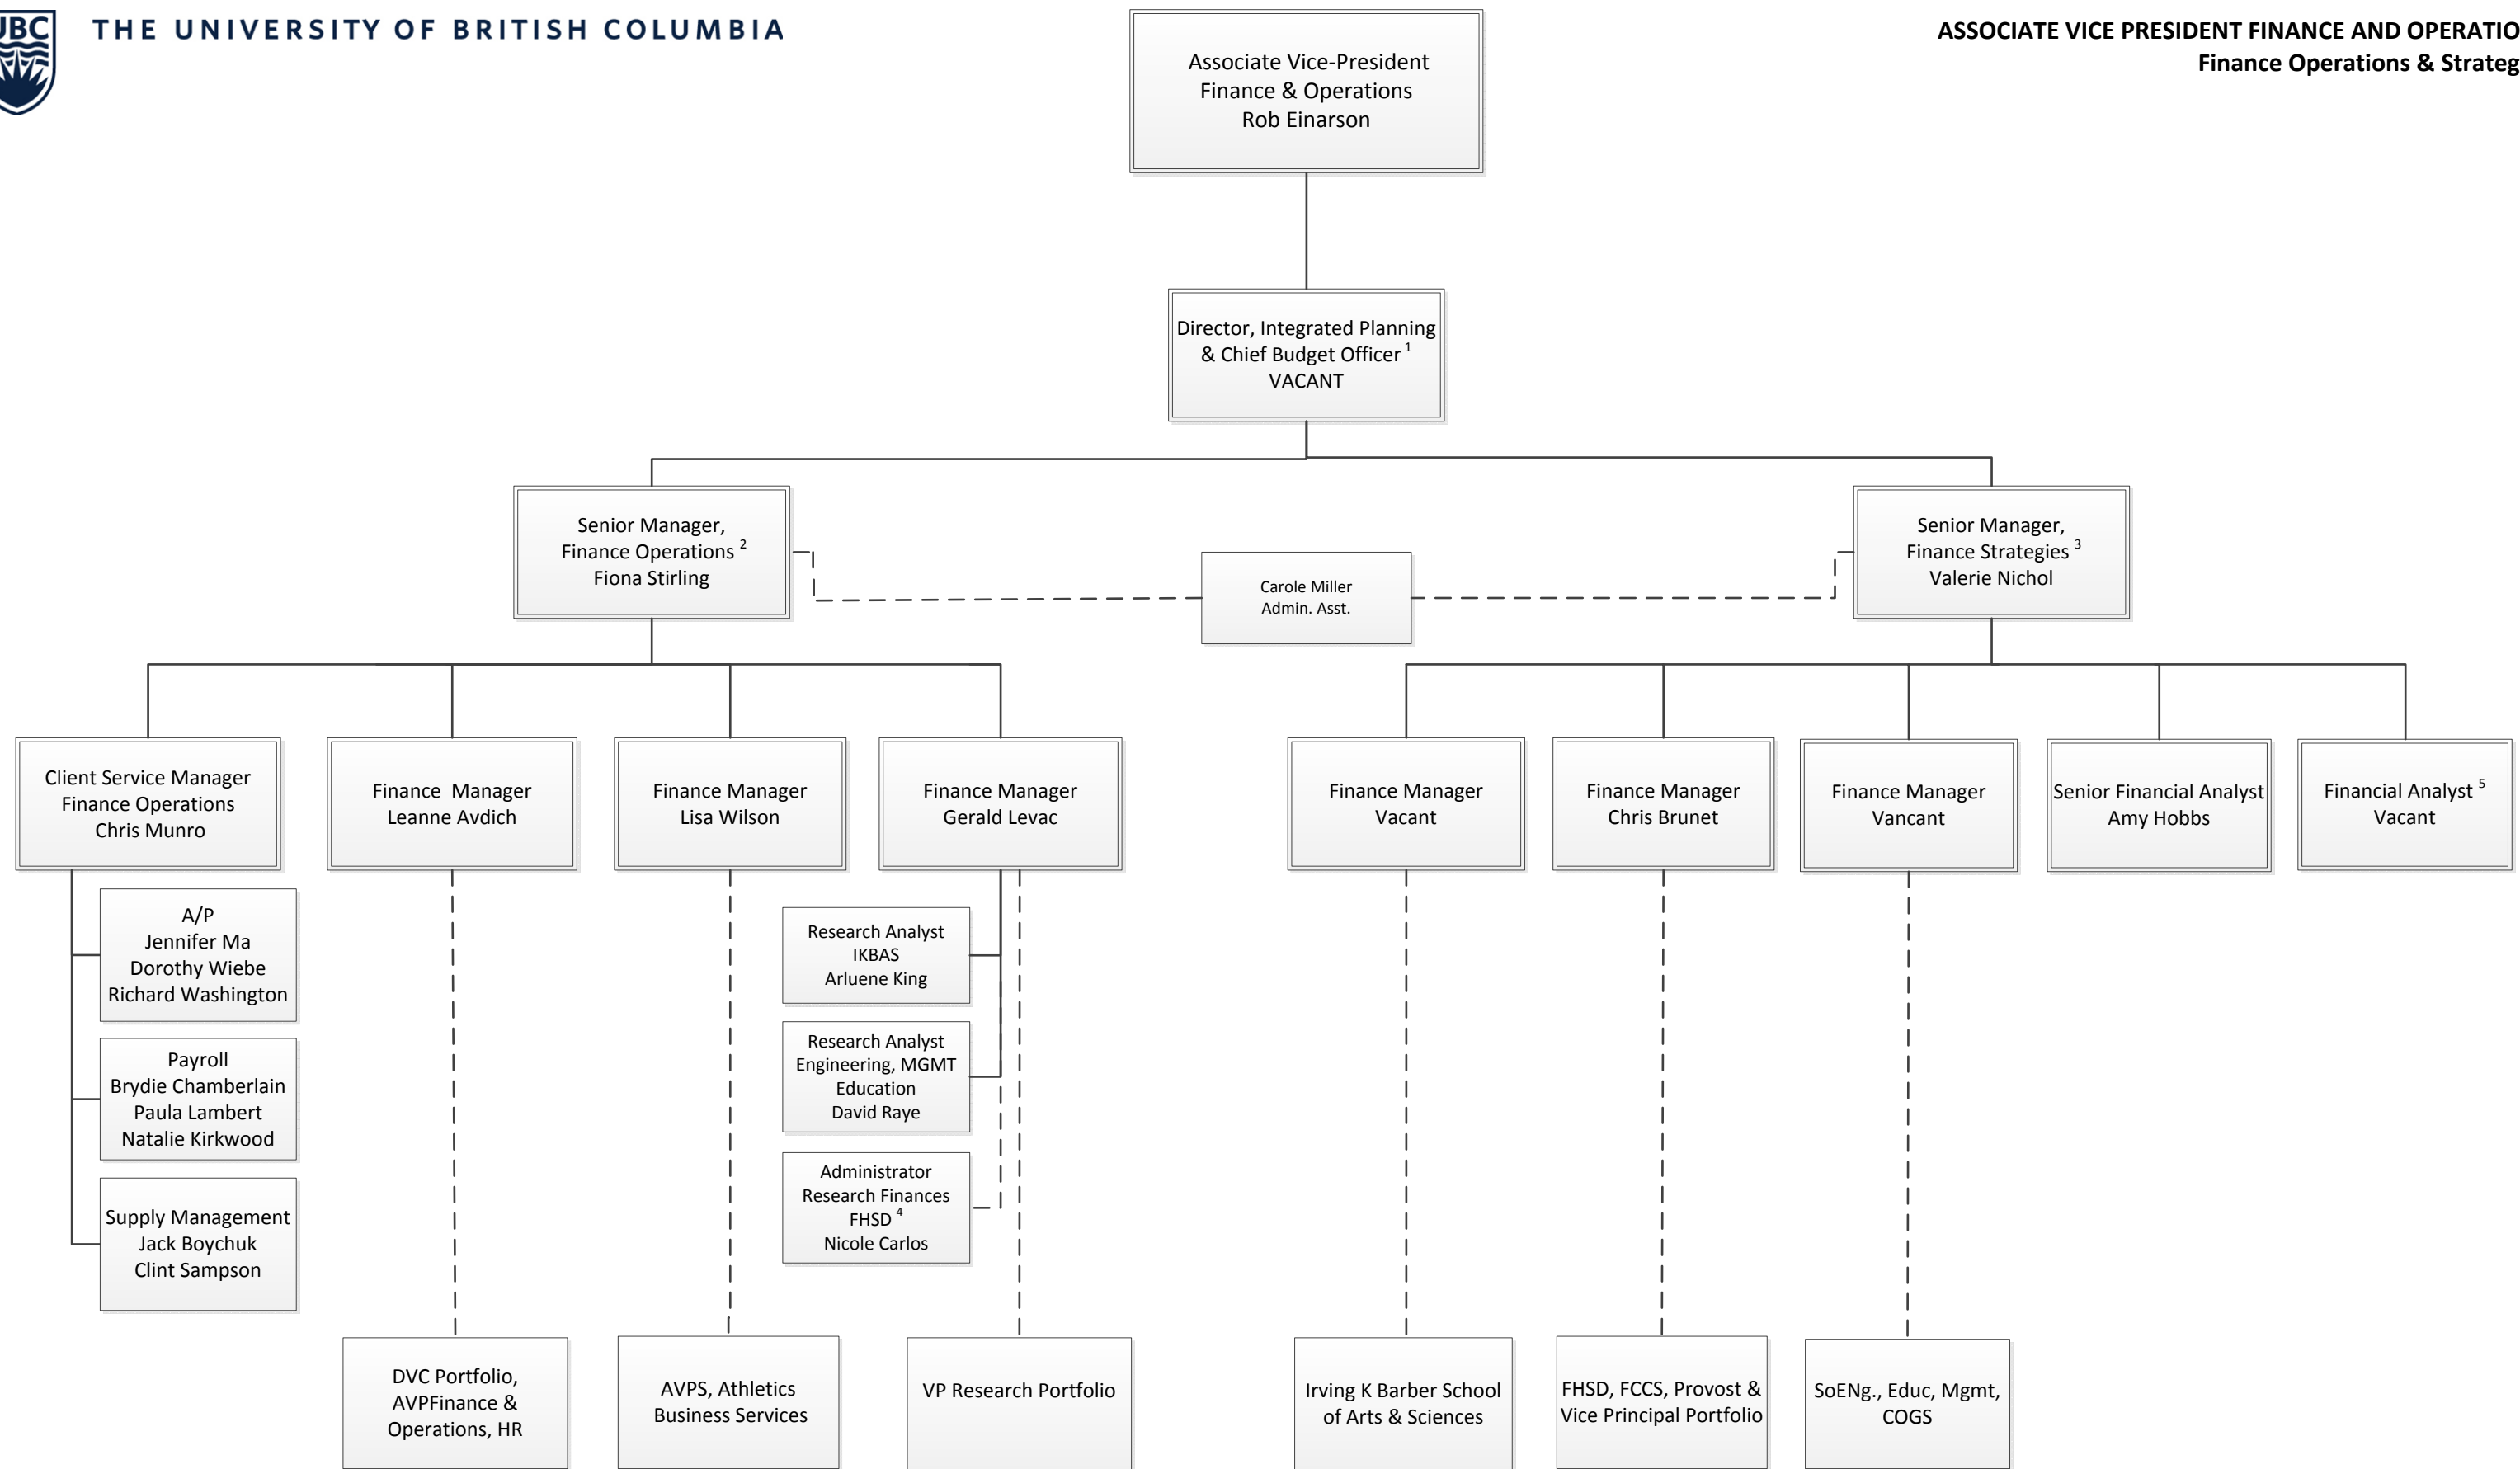 UBC
THE UNIVERSITY OF BRITISH COLUMBIA
ASSOCIATE VICE PRESIDENT FINANCE AND OPERATIO
Finance Operations & Strateg
Associate Vice-President
Finance & Operations
Rob Einarson
Director, Integrated Planning
& Chief Budget Officer 1
VACANT
Senior Manager,
Finance Operations 2
Fiona Stirling
Carole Miller
Admin. Asst.
Senior Manager,
Finance Strategies 3
Valerie Nichol
Client Service Manager
Finance Operations
Chris Munro
Finance Manager
Leanne Avdich
Finance Manager
Lisa Wilson
Finance Manager
Gerald Levac
Finance Manager
Vacant
Finance Manager
Chris Brunet
Finance Manager
Vancant
Senior Financial Analyst
Amy Hobbs
Financial Analyst 5
Vacant
A/P
Jennifer Ma
Dorothy Wiebe
Richard Washington
Payroll
Brydie Chamberlain
Paula Lambert
Natalie Kirkwood
Supply Management
Jack Boychuk
Clint Sampson
Research Analyst
IKBAS
Arluene King
Research Analyst
Engineering, MGMT
Education
David Raye
Administrator
Research Finances
FHSD 4
Nicole Carlos
DVC Portfolio,
AVPFinance &
Operations, HR
AVPS, Athletics
Business Services
VP Research Portfolio
Irving K Barber School
of Arts & Sciences
FHSD, FCCS, Provost &
Vice Principal Portfolio
SoENg., Educ, Mgmt,
COGS